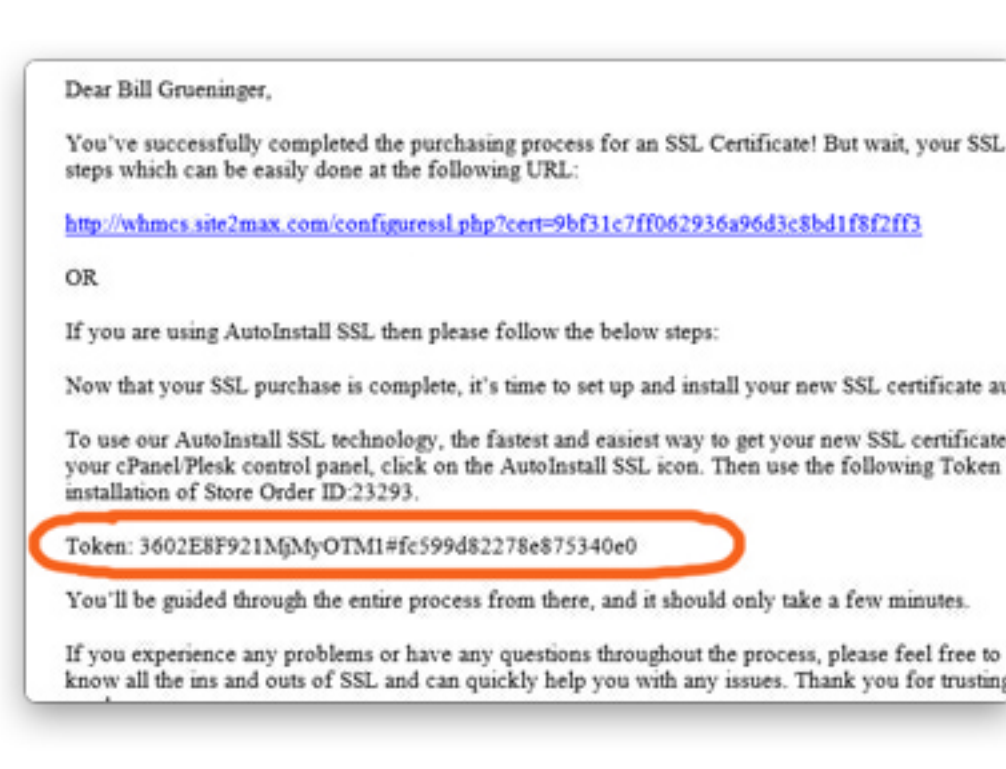 Dear Bill Grueninger,
You've successfully completed the purchasing process for an SSL Certificate! But wait, your SSL
steps which can be easily done at the following URL:
http://whmcs.site2max.com/configuressl.php?cert=9bf31c7ff062936a96d3c8bd1f8f2ff3
OR
If you are using AutoInstall SSL then please follow the below steps:
Now that your SSL purchase is complete, it's time to set up and install your new SSL certificate au
To use our AutoInstall SSL technology, the fastest and easiest way to get your new SSL certificate
your cPanel/Plesk control panel, click on the AutoInstall SSL icon. Then use the following Token
installation of Store Order ID:23293.
Token: 3602E8F921MjMyOTM1#fc599d82278e875340e0
You'll be guided through the entire process from there, and it should only take a few minutes.
If you experience any problems or have any questions throughout the process, please feel free to
know all the ins and outs of SSL and can quickly help you with any issues. Thank you for trusting